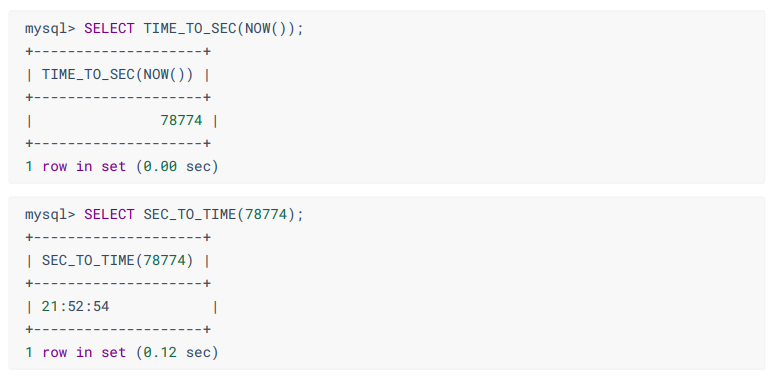 mysql> SELECT TIME_TO_SEC(NOW());
+--------------------+
| TIME_TO_SEC(NOW()) |
+--------------------+
|              78774 |
+--------------------+
1 row in set (0.00 sec)
mysql> SELECT SEC_TO_TIME(78774);
+--------------------+
| SEC_TO_TIME(78774) |
+--------------------+
| 21:52:54            |
+--------------------+
1 row in set (0.12 sec)